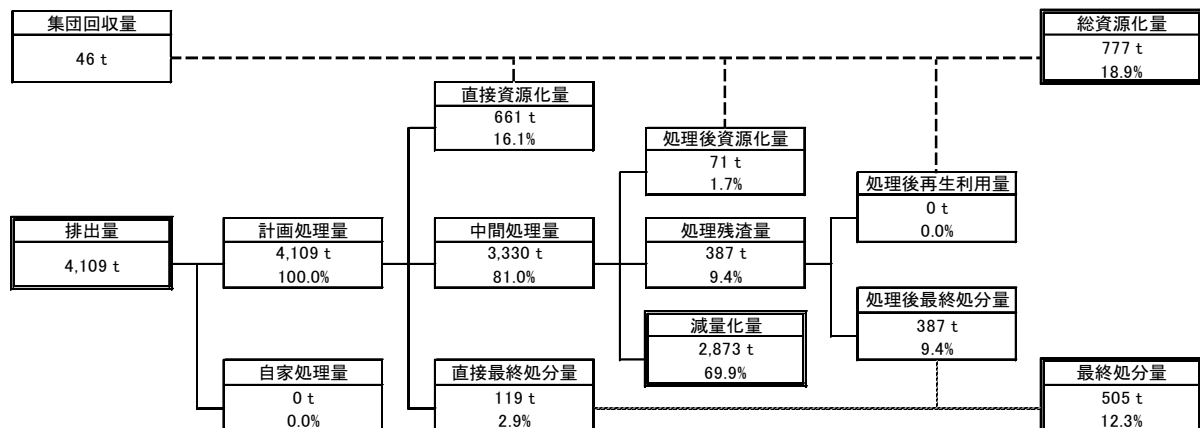 集団回収量
46 t
総資源化量
777 t
18.9%
直接資源化量
661 t
16.1%
処理後資源化量
71 t
1.7%
処理後再生利用量
0 t
0.0%
排出量
4,109 t
計画処理量
4,109 t
100.0%
中間処理量
3,330 t
81.0%
処理残渣量
387 t
9.4%
処理後最終処分量
387 t
9.4%
減量化量
2,873 t
69.9%
自家処理量
0 t
0.0%
直接最終処分量
119 t
2.9%
最終処分量
505 t
12.3%